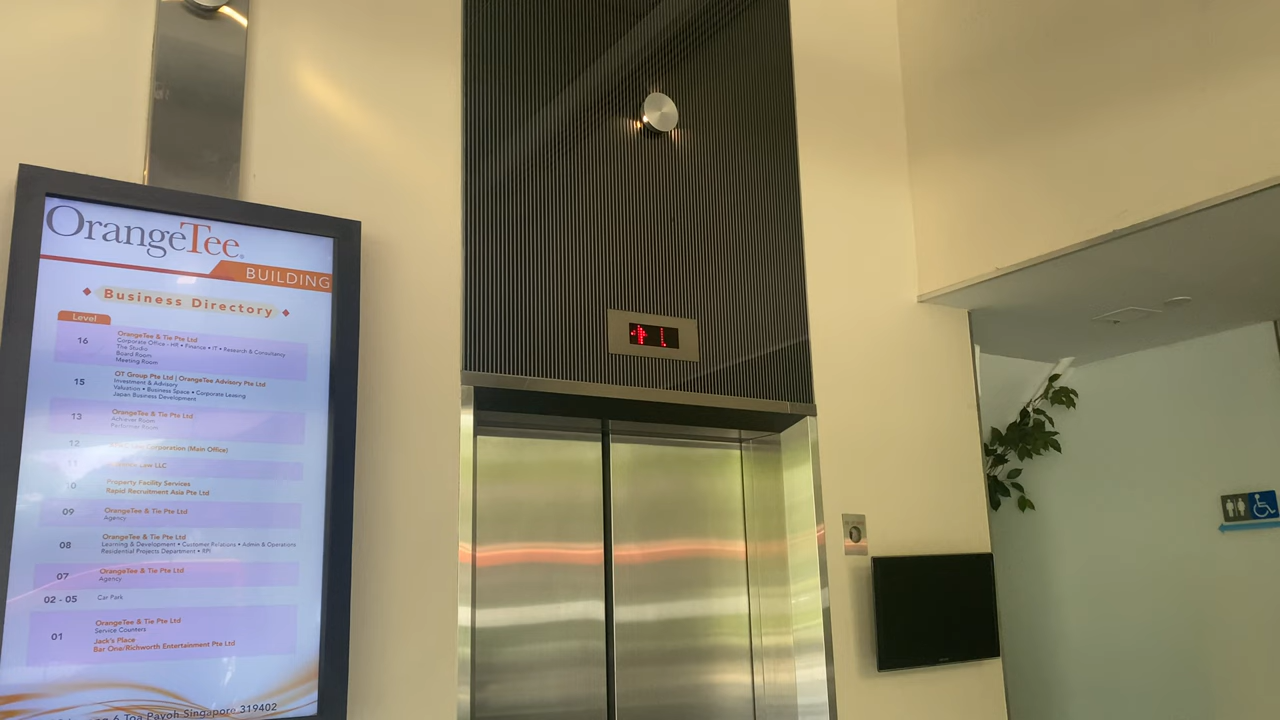 OrangeTee
BUILDING
Business Directory
Level
16
OrangeTee & Tie Pte Ltd
Corporate Office - HR • Finance • IT • Research & Consultancy
The Studio
Board Room
Meeting Room
15
OT Group Pte Ltd | OrangeTee Advisory Pte Ltd
Investment & Advisory
Valuation • Business Space • Corporate Leasing
Japan Business Development
13
OrangeTee & Tie Pte Ltd
Achiever Room
Performer Room
12
Corporation (Main Office)
11
Law LLC
Property Facility Services
Rapid Recruitment Asia Pte Ltd
09
OrangeTee & Tie Pte Ltd
Agency
08
OrangeTee & Tie Pte Ltd
Learning & Development • Customer Relations • Admin & Operations
Residential Projects Department • RPI
07
OrangeTee & Tie Pte Ltd
Agency
02 - 05
Car Park
01
OrangeTee & Tie Pte Ltd
Service Counters
Jack's Place
Bar One/Richworth Entertainment Pte Ltd
6 Toa Payoh Singapore 319402